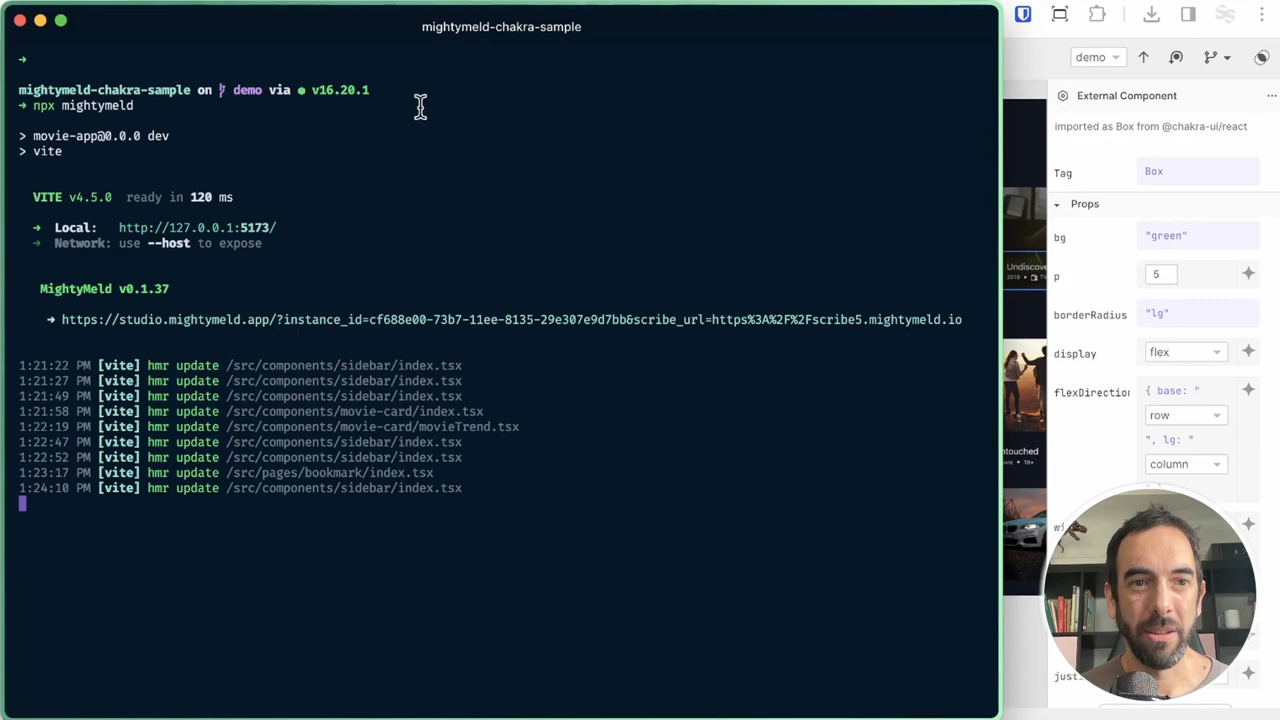 mightymeld-chakra-sample
➜
mightymeld-chakra-sample on demo via v16.20.1
➜ npx mightymeld
> movie-app@0.0.0 dev
> vite
VITE v4.5.0 ready in 120 ms
➜ Local: http://127.0.0.1:5173/
➜ Network: use --host to expose
MightyMeld v0.1.37
➜ https://studio.mightymeld.app/?instance_id=cf688e00-73b7-11ee-8135-29e307e9d7bb&scribe_url=https%3A%2F%2Fscribe5.mightymeld.io
1:21:22 PM [vite] hmr update /src/components/sidebar/index.tsx
1:21:27 PM [vite] hmr update /src/components/sidebar/index.tsx
1:21:49 PM [vite] hmr update /src/components/sidebar/index.tsx
1:21:58 PM [vite] hmr update /src/components/movie-card/index.tsx
1:22:19 PM [vite] hmr update /src/components/movie-card/movieTrend.tsx
1:22:47 PM [vite] hmr update /src/components/sidebar/index.tsx
1:22:52 PM [vite] hmr update /src/components/sidebar/index.tsx
1:23:17 PM [vite] hmr update /src/pages/bookmark/index.tsx
1:24:10 PM [vite] hmr update /src/components/sidebar/index.tsx
demo
External Component
imported as Box from @chakra-ui/react
Tag Box
Props
bg "green"
p 5
borderRadius "lg"
display flex
flexDirection { base: "
row
", lg: "
column
Undiscove
2019
ntouched
18+